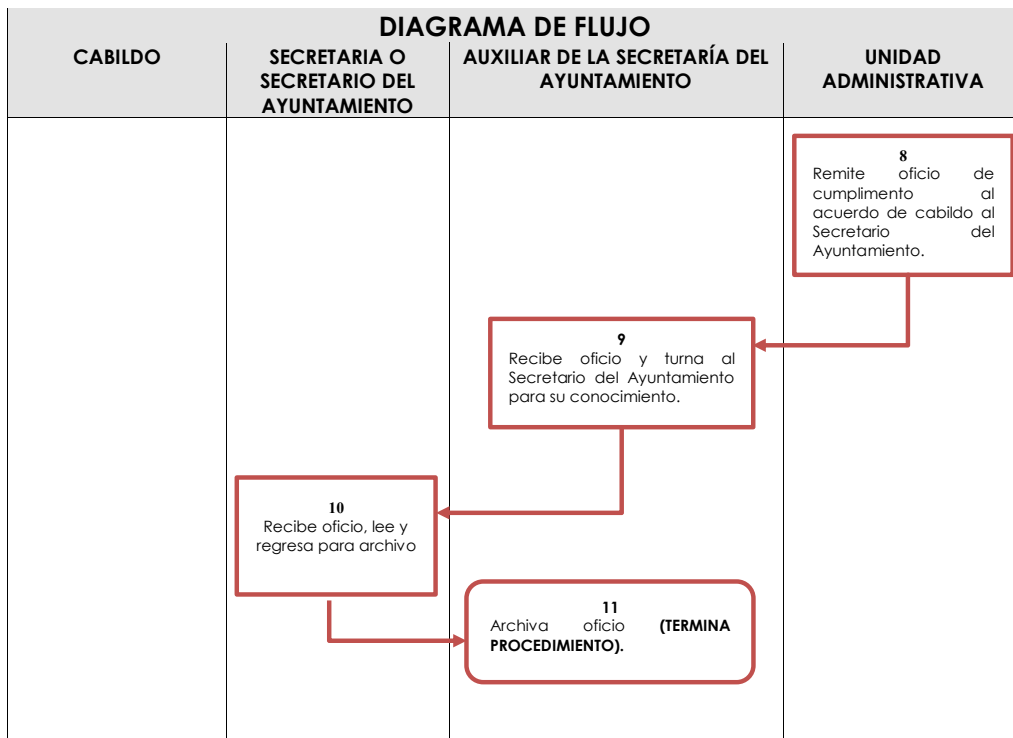 DIAGRAMA DE FLUJO
CABILDO
SECRETARIA O
SECRETARIO DEL
AYUNTAMIENTO
AUXILIAR DE LA SECRETARÍA DEL
AYUNTAMIENTO
UNIDAD
ADMINISTRATIVA
8
Remite oficio de
cumplimento al
acuerdo de cabildo al
Secretario del
Ayuntamiento.
9
Recibe oficio y turna al
Secretario del Ayuntamiento
para su conocimiento.
10
Recibe oficio, lee y
regresa para archivo
11
Archiva oficio (TERMINA
PROCEDIMIENTO).